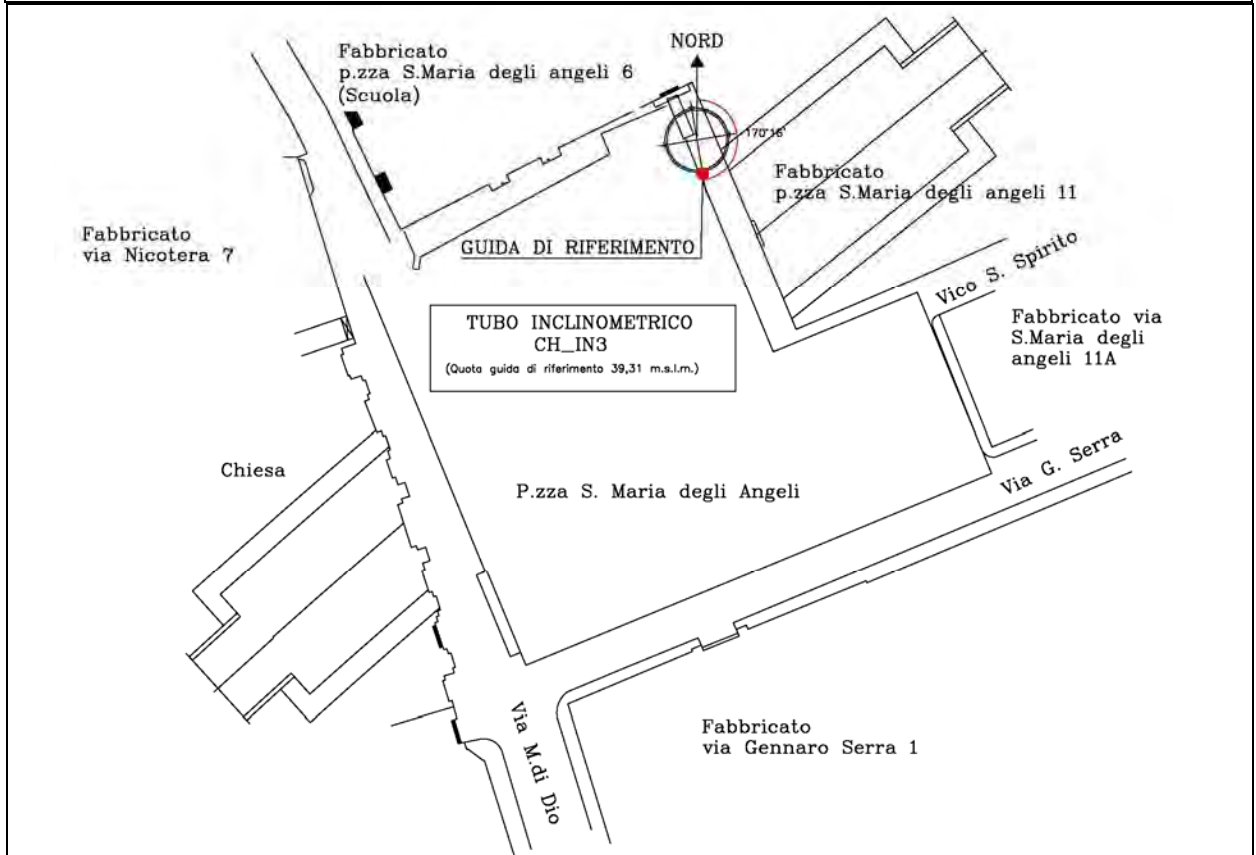 NORD
Fabbricato
p.zza S.Maria degli angeli 6
(Scuola)
170°16'
Fabbricato
p.zza S.Maria degli angeli 11
Fabbricato
via Nicotera 7
GUIDA DI RIFERIMENTO
Vico S. Spirito
TUBO INCLINOMETRICO
CH_IN3
(Quota guida di riferimento 39,31 m.s.l.m.)
Fabbricato via
S.Maria degli
angeli 11A
Chiesa
P.zza S. Maria degli Angeli
Via G. Serra
Via M.di Dio
Fabbricato
via Gennaro Serra 1